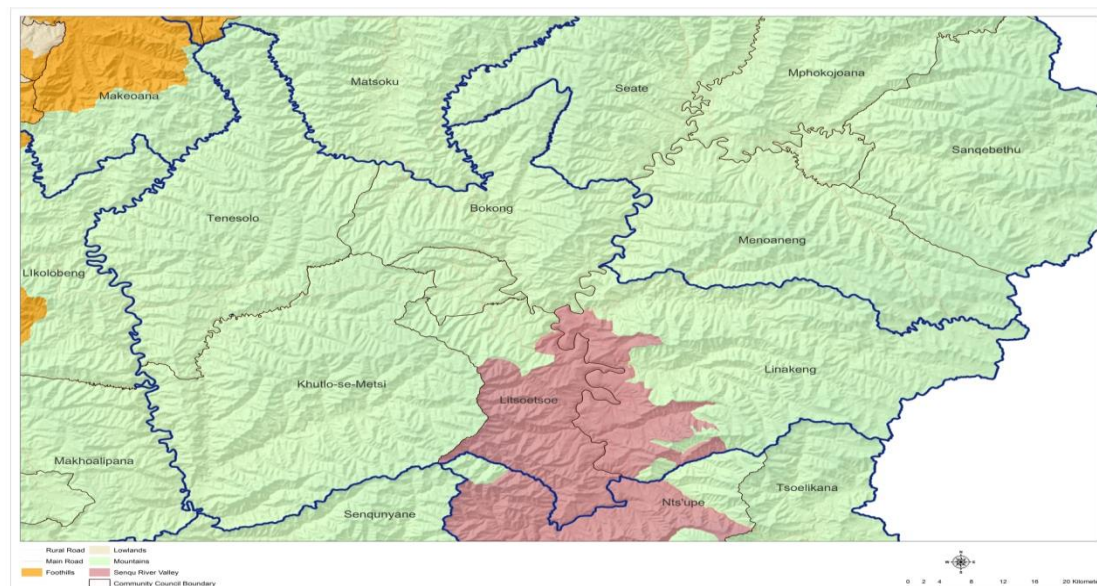 Matsoku
Mphokojoana
Makeoana
Seate
Sanqebethu
Tenesolo
Bokong
Menoaneng
LIkolobeng
Khutlo-se-Metsi
Linakeng
Litsoetsoe
Makhoalipana
Tsoelikana
Nts'upe
Senqunyane
Rural Road
Main Road
Foothills
Lowlands
Mountains
Senqu River Valley
Community Council Boundary
N
W E
S
0 2 4 8 12 16 20 Kilomete